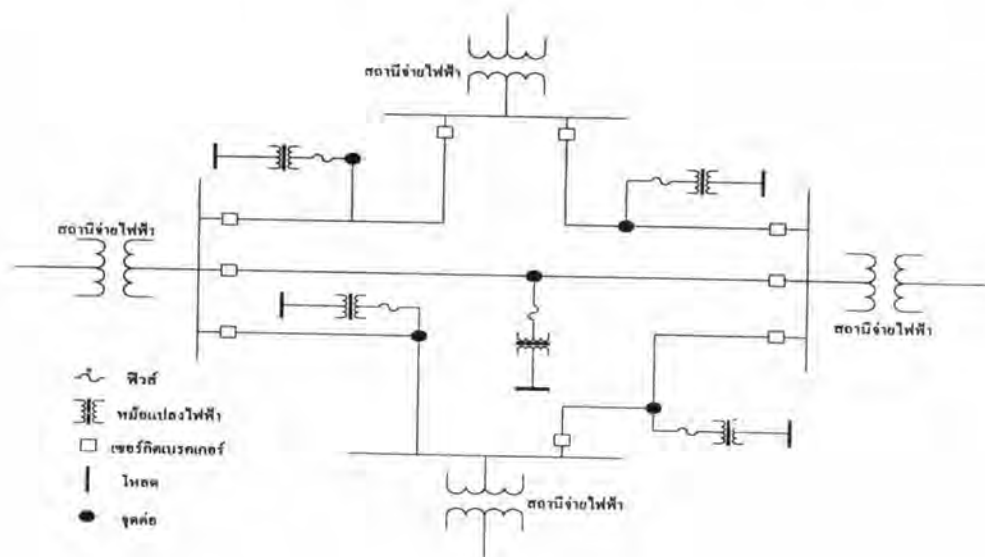 สถานีจ่ายไฟฟ้า
สถานีจ่ายไฟฟ้า
สถานีจ่ายไฟฟ้า
ฟิวส์
หม้อแปลงไฟฟ้า
เซอร์กิตเบรคเกอร์
โหลด
สถานีจ่ายไฟฟ้า
จุดต่อ